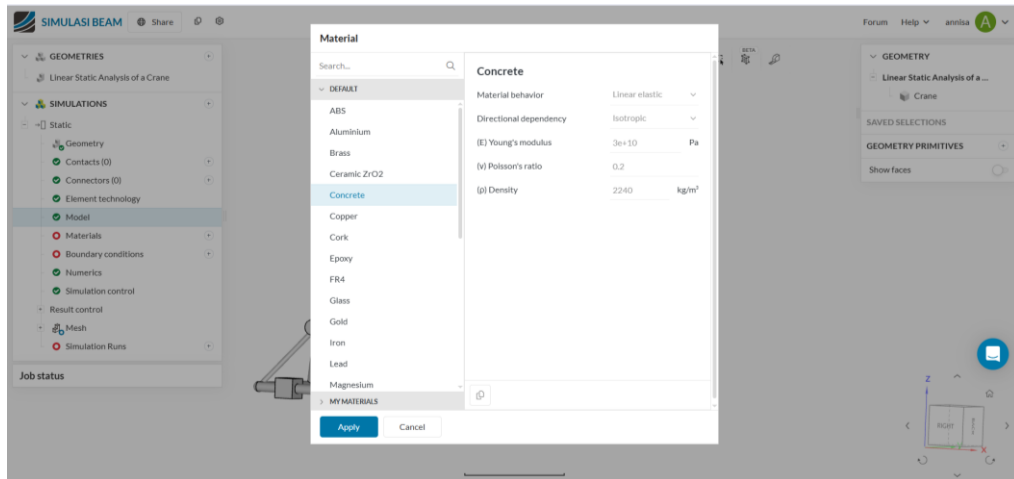 SIMULASI BEAM
Share
Forum
Help
annisa
A
GEOMETRIES
Linear Static Analysis of a Crane
SIMULATIONS
Static
Geometry
Contacts (0)
Connectors (0)
Element technology
Model
Materials
Boundary conditions
Numerics
Simulation control
Result control
Mesh
Simulation Runs
Job status
Material
Search...
DEFAULT
ABS
Aluminium
Brass
Ceramic ZrO2
Concrete
Copper
Cork
Epoxy
FR4
Glass
Gold
Iron
Lead
Magnesium
MY MATERIALS
Concrete
Material behavior Linear elastic
Directional dependency Isotropic
(E) Young's modulus 3e+10 Pa
(v) Poisson's ratio 0.2
(ρ) Density 2240 kg/m³
Apply
Cancel
BETA
GEOMETRY
Linear Static Analysis of a ...
Crane
SAVED SELECTIONS
GEOMETRY PRIMITIVES
Show faces
Z
RIGHT
X